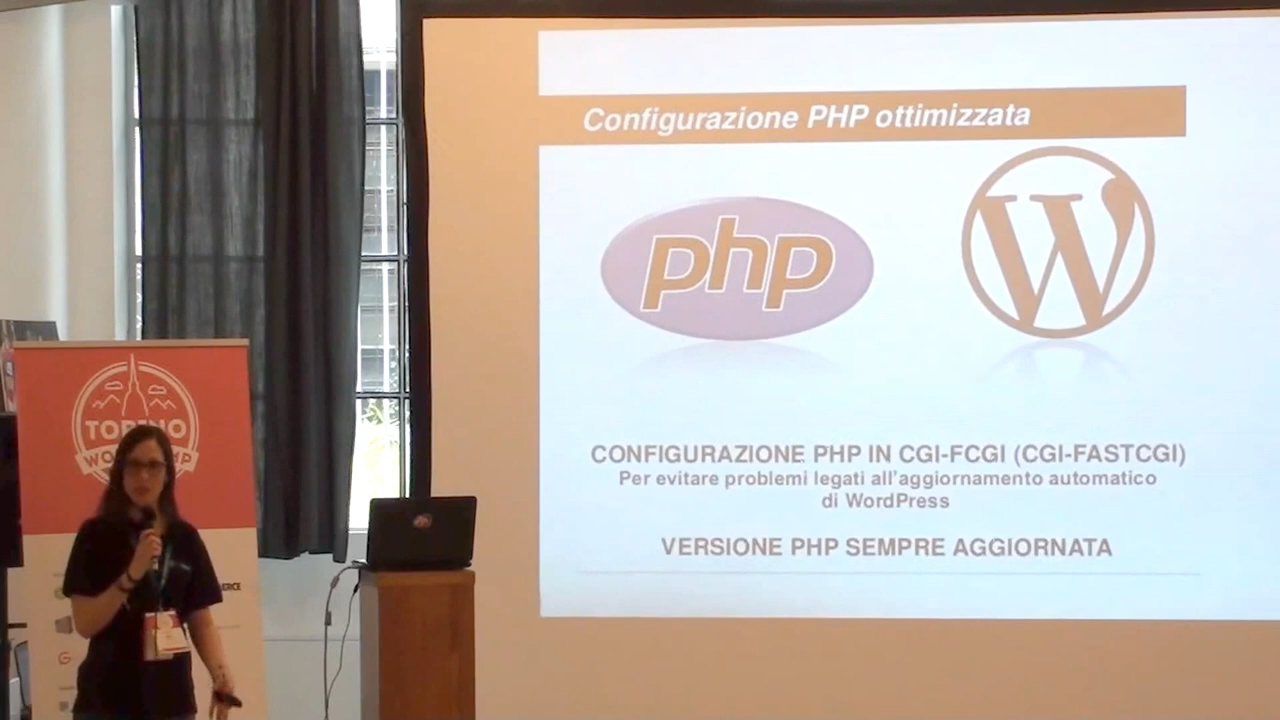 Configurazione PHP ottimizzata
php
W
CONFIGURAZIONE PHP IN CGI-FCGI (CGI-FASTCGI)
Per evitare problemi legati all'aggiornamento automatico
di WordPress
VERSIONE PHP SEMPRE AGGIORNATA